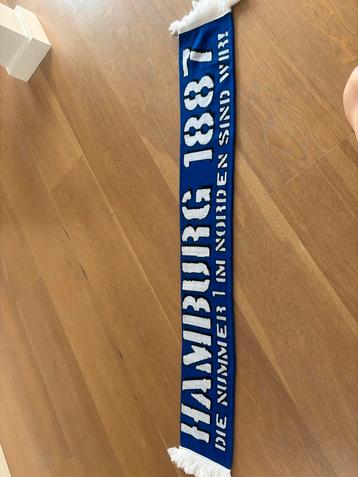 HAMBURG 1887
DIE NUMMER 1 IM NORDEN SIND WIR!